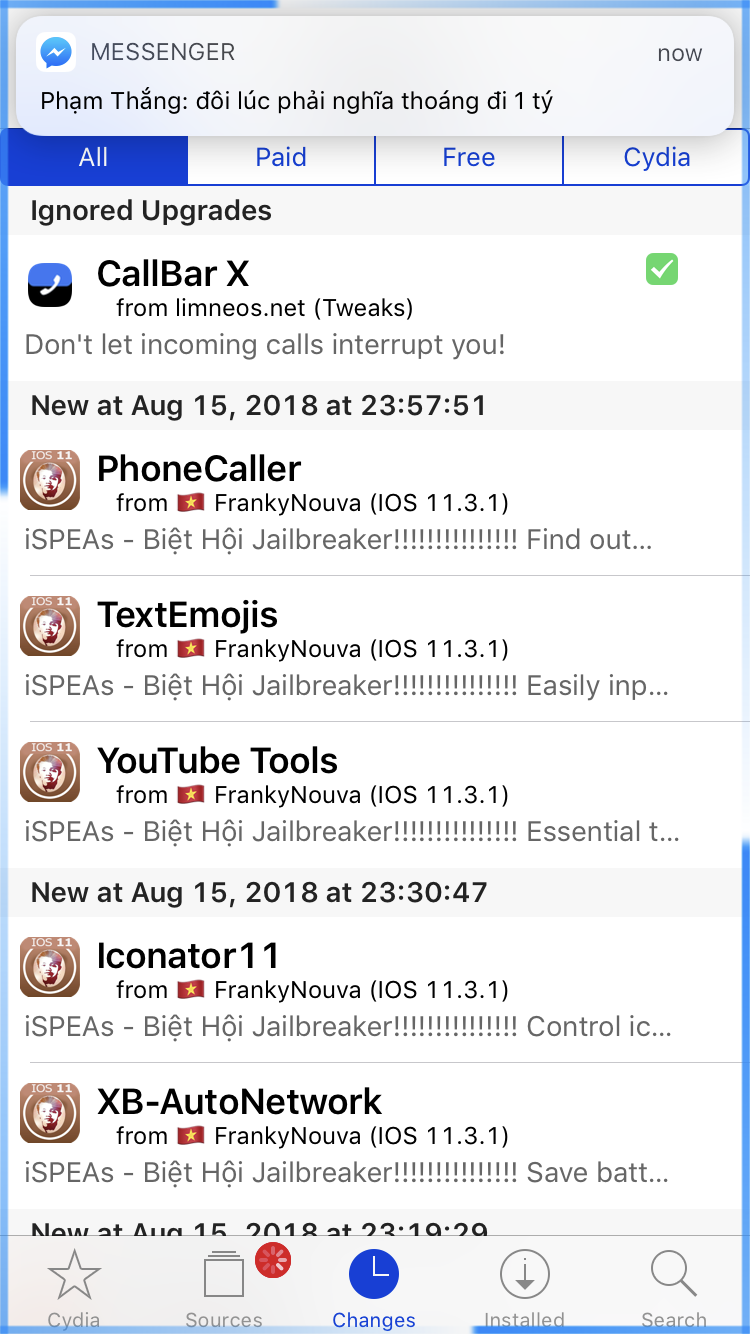 MESSENGER
now
Phạm Thắng: đôi lúc phải nghĩa thoáng đi 1 tý
All
Paid
Free
Cydia
Ignored Upgrades
CallBar X
from limneos.net (Tweaks)
Don't let incoming calls interrupt you!
New at Aug 15, 2018 at 23:57:51
IOS 11
PhoneCaller
from 🇻🇳 FrankyNouva (IOS 11.3.1)
iSPEAs - Biệt Hội Jailbreaker!!!!!!!!!!!!!!! Find out...
IOS 11
TextEmojis
from 🇻🇳 FrankyNouva (IOS 11.3.1)
iSPEAs - Biệt Hội Jailbreaker!!!!!!!!!!!!!!! Easily inp...
IOS 11
YouTube Tools
from 🇻🇳 FrankyNouva (IOS 11.3.1)
iSPEAs - Biệt Hội Jailbreaker!!!!!!!!!!!!!!! Essential t...
New at Aug 15, 2018 at 23:30:47
IOS 11
Iconator11
from 🇻🇳 FrankyNouva (IOS 11.3.1)
iSPEAs - Biệt Hội Jailbreaker!!!!!!!!!!!!!!! Control ic...
IOS 11
XB-AutoNetwork
from 🇻🇳 FrankyNouva (IOS 11.3.1)
iSPEAs - Biệt Hội Jailbreaker!!!!!!!!!!!!!!! Save batt...
New at Aug 15, 2018 at 23:19:29
Cydia
Sources
Changes
Installed
Search